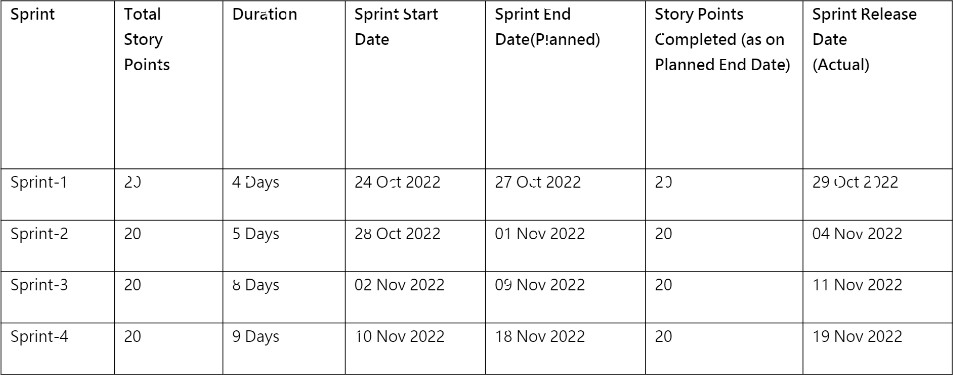 Sprint Total Duration Sprint Start Sprint End Story Points Sprint Release
Story Date Date(Planned) Completed (as on Date
Points Planned End Date) (Actual)
Sprint-1 20 4 Days 24 Oct 2022 27 Oct 2022 20 29 Oct 2022
Sprint-2 20 5 Days 28 Oct 2022 01 Nov 2022 20 04 Nov 2022
Sprint-3 20 8 Days 02 Nov 2022 09 Nov 2022 20 11 Nov 2022
Sprint-4 20 9 Days 10 Nov 2022 18 Nov 2022 20 19 Nov 2022